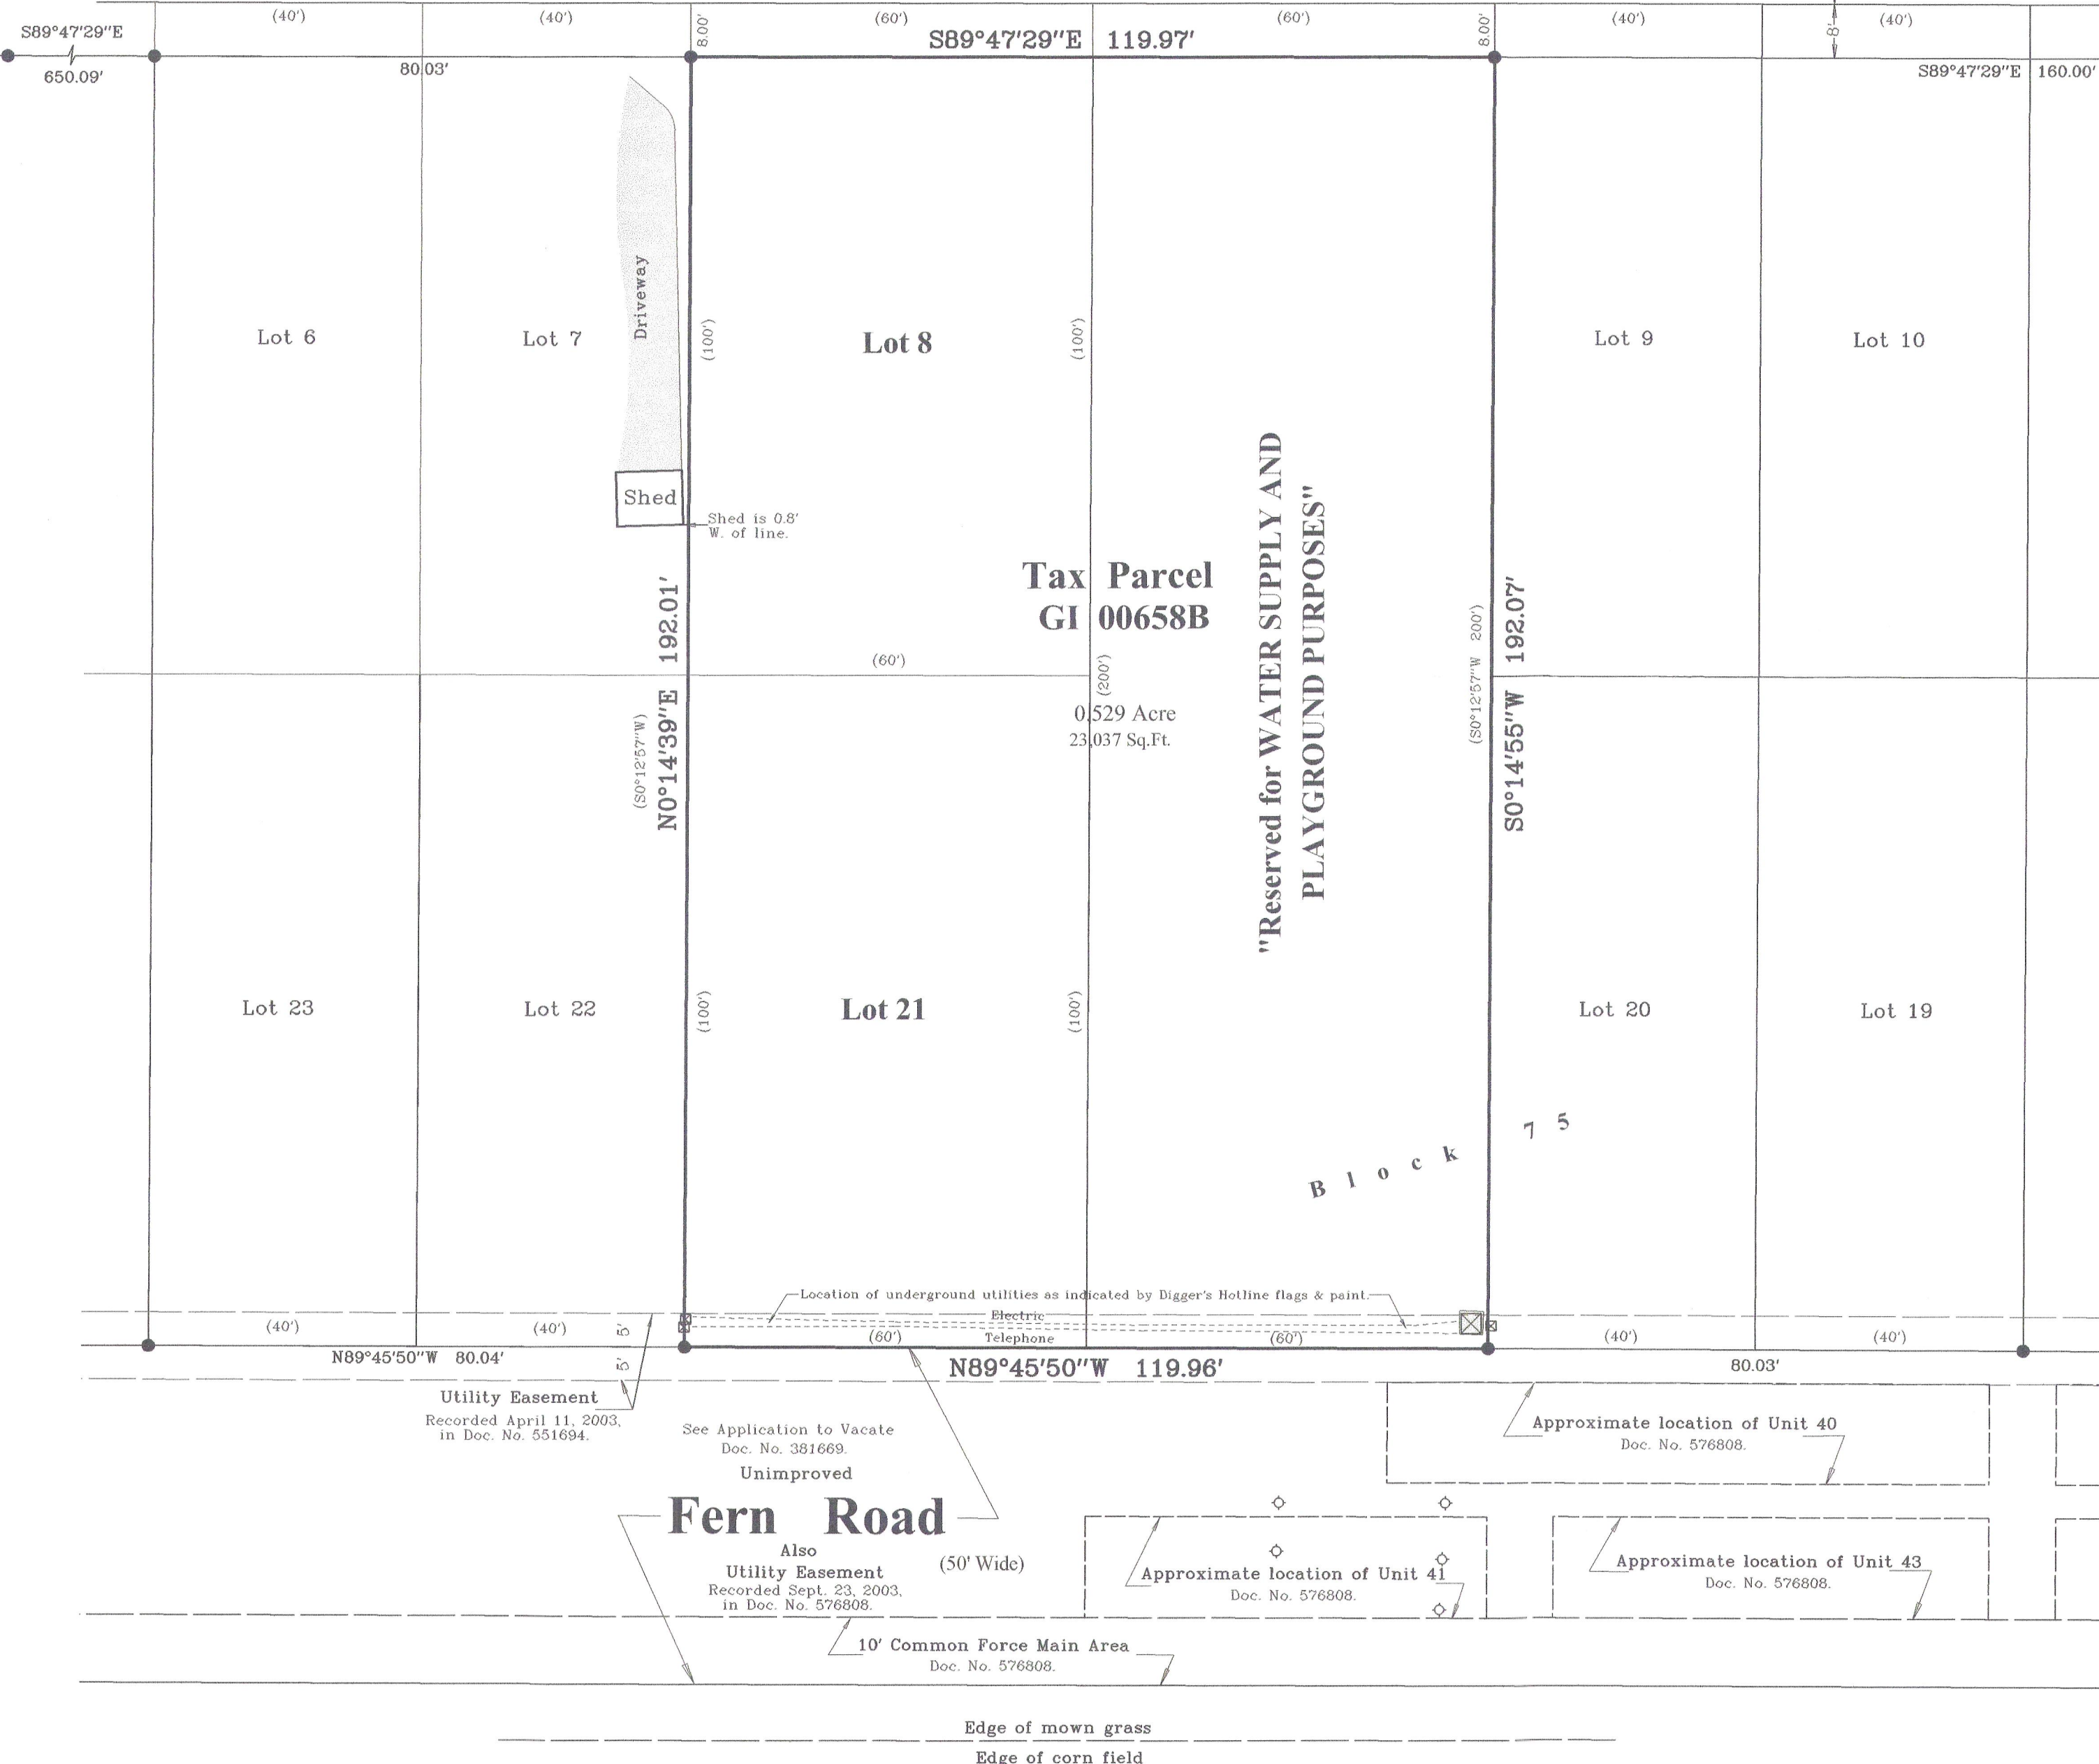 (40')
(40')
(60')
(60')
(40')
(40')
8.00'
8.00'
8'
S89°47'29"E
650.09'
80.03'
S89°47'29"E 119.97'
S89°47'29"E 160.00'
Driveway
Lot 6
Lot 7
(100')
Lot 8
(100')
Lot 9
Lot 10
Shed
Shed is 0.8'
W. of line.
Tax Parcel
GI 00658B
"Reserved for WATER SUPPLY AND
PLAYGROUND PURPOSES"
N0°14'39"E 192.01'
(S0°12'57"W)
(60')
(200')
0.529 Acre
23,037 Sq.Ft.
(S0°12'57"W 200')
S0°14'55"W 192.07'
Lot 23
Lot 22
(100')
Lot 21
(100')
Lot 20
Lot 19
Block 75
Location of underground utilities as indicated by Digger's Hotline flags & paint.
Electric
Telephone
(40')
(40')
5'
(60')
(60')
(40')
(40')
N89°45'50"W 80.04'
5'
N89°45'50"W 119.96'
80.03'
Utility Easement
Recorded April 11, 2003,
in Doc. No. 551694.
See Application to Vacate
Doc. No. 381669.
Unimproved
Fern Road
Also
Utility Easement
Recorded Sept. 23, 2003,
in Doc. No. 576808.
(50' Wide)
Approximate location of Unit 40
Doc. No. 576808.
Approximate location of Unit 41
Doc. No. 576808.
Approximate location of Unit 43
Doc. No. 576808.
10' Common Force Main Area
Doc. No. 576808.
Edge of mown grass
Edge of corn field